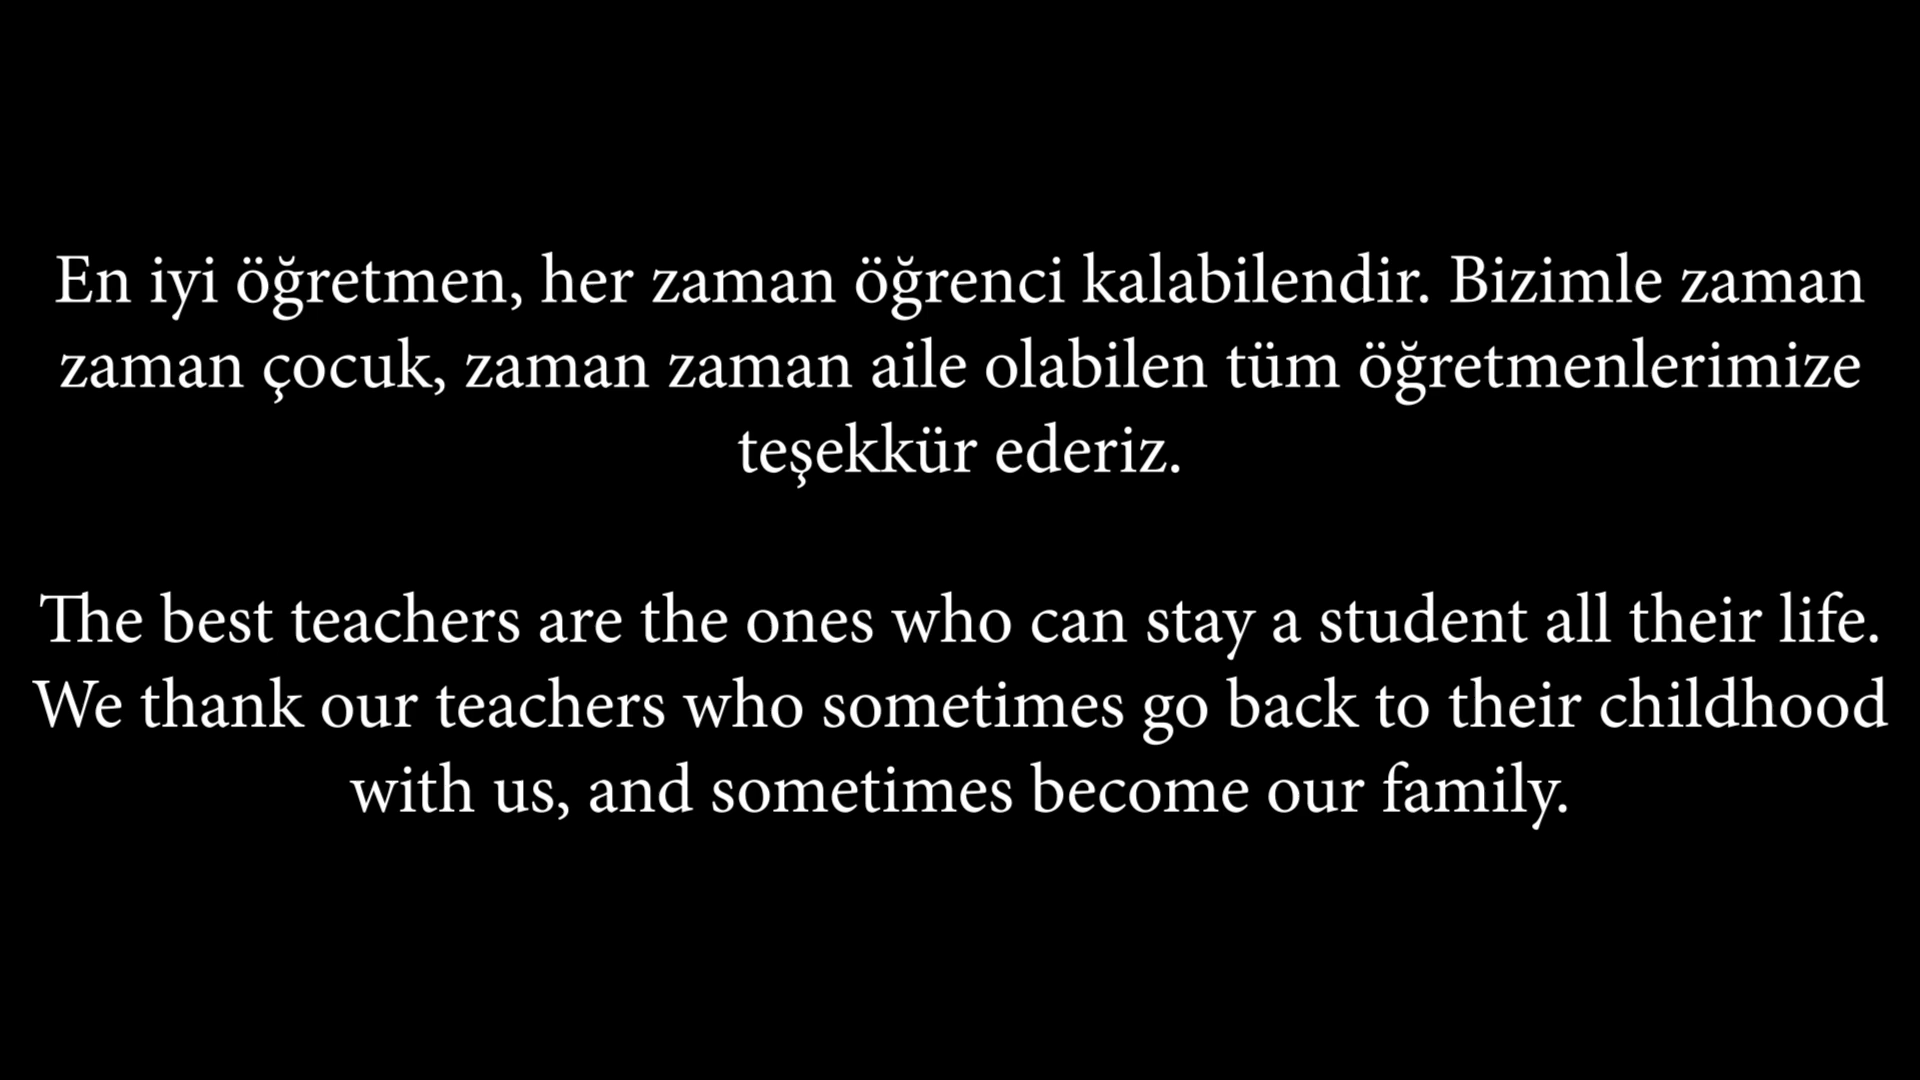 En iyi öğretmen, her zaman öğrenci kalabilendir. Bizimle zaman
zaman çocuk, zaman zaman aile olabilen tüm öğretmenlerimize
teşekkür ederiz.
The best teachers are the ones who can stay a student all their life.
We thank our teachers who sometimes go back to their childhood
with us, and sometimes become our family.